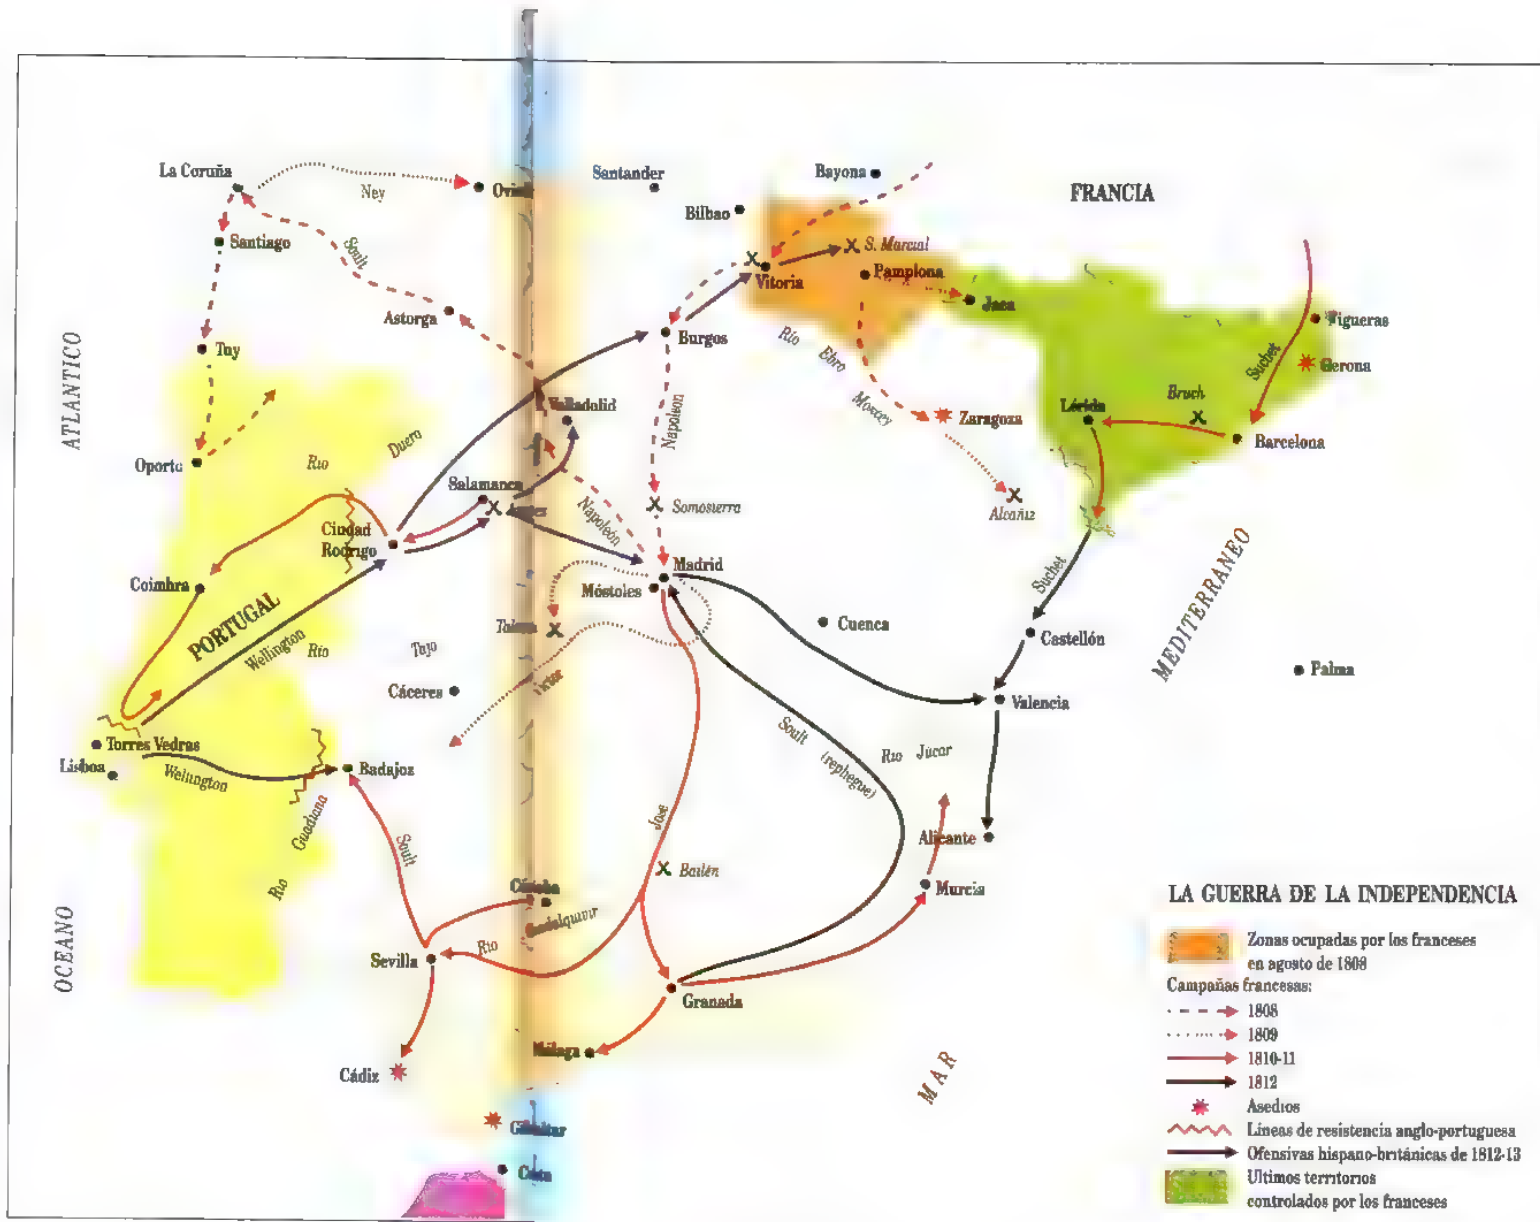 La Coruña
Ney
Santander
Bayona
FRANCIA
Bilbao
Santiago
Soult
S. Marcial
Vitoria
Pamplona
Jaca
Astorga
Burgos
Figueras
Tuy
Río Ebro
Suchet
Gerona
ATLANTICO
Moncey
Bruch
Valladolid
Napoleón
Zaragoza
Lérida
Barcelona
Oporto
Río Duero
Salamanca
Somosierra
Alcañiz
Ciudad
Rodrigo
Napoleón
Madrid
Coimbra
Móstoles
Suchet
MEDITERRANEO
PORTUGAL
Wellington
Río Tajo
Cuenca
Castellón
Palma
Cáceres
Valencia
Torres Vedras
Lisboa
Wellington
Badajoz
Soult
(repliegue)
Río Júcar
Río Guadiana
Soult
José
Bailén
Alicante
Murcia
OCEANO
Río
Guadalquivir
Sevilla
Granada
Málaga
Cádiz
MAR
LA GUERRA DE LA INDEPENDENCIA
Zonas ocupadas por los franceses
en agosto de 1808
Campañas francesas:
1808
1809
1810-11
1812
Asedios
Líneas de resistencia anglo-portuguesa
Ofensivas hispano-británicas de 1812-13
Ultimos territorios
controlados por los franceses